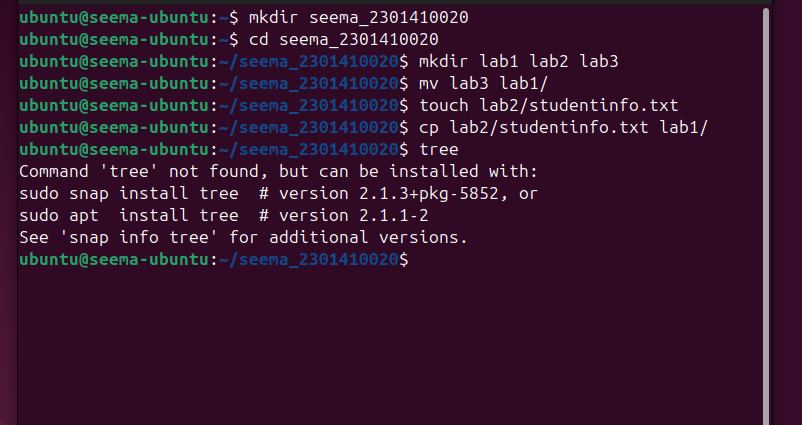 ubuntu@seema-ubuntu:~$ mkdir seema_2301410020
ubuntu@seema-ubuntu:~$ cd seema_2301410020
ubuntu@seema-ubuntu:~/seema_2301410020$ mkdir lab1 lab2 lab3
ubuntu@seema-ubuntu:~/seema_2301410020$ mv lab3 lab1/
ubuntu@seema-ubuntu:~/seema_2301410020$ touch lab2/studentinfo.txt
ubuntu@seema-ubuntu:~/seema_2301410020$ cp lab2/studentinfo.txt lab1/
ubuntu@seema-ubuntu:~/seema_2301410020$ tree
Command 'tree' not found, but can be installed with:
sudo snap install tree  # version 2.1.3+pkg-5852, or
sudo apt  install tree  # version 2.1.1-2
See 'snap info tree' for additional versions.
ubuntu@seema-ubuntu:~/seema_2301410020$